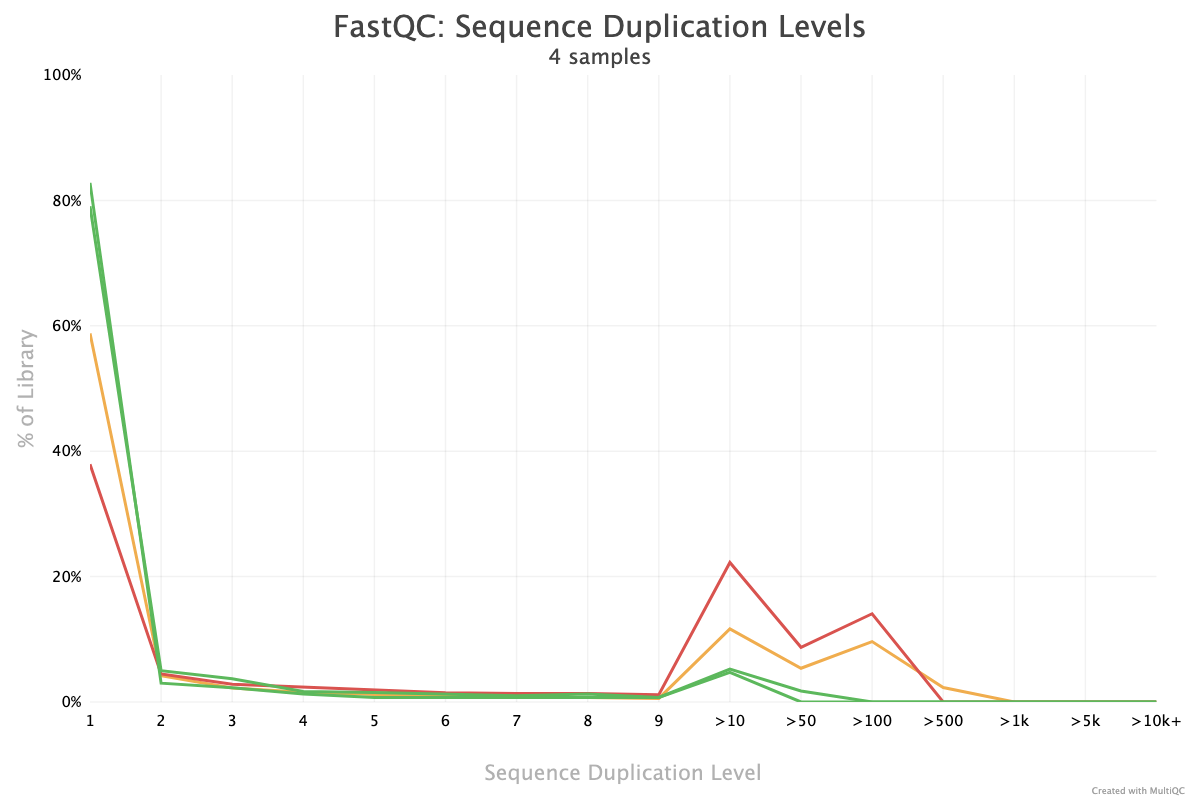 FastQC: Sequence Duplication Levels
4 samples
100%
80%
60%
40%
20%
0%
% of Library
1 2 3 4 5 6 7 8 9 >10 >50 >100 >500 >1k >5k >10k+
Sequence Duplication Level
Created with MultiQC